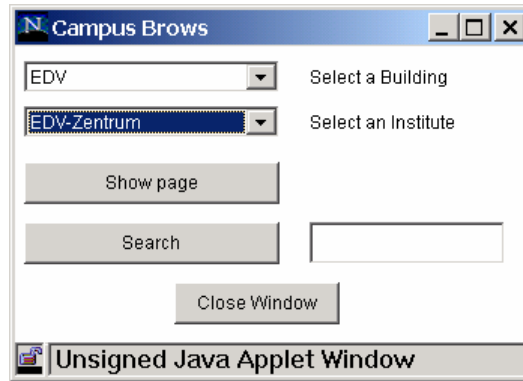 N Campus Brows
EDV Select a Building
EDV-Zentrum Select an Institute
Show page
Search
Close Window
Unsigned Java Applet Window